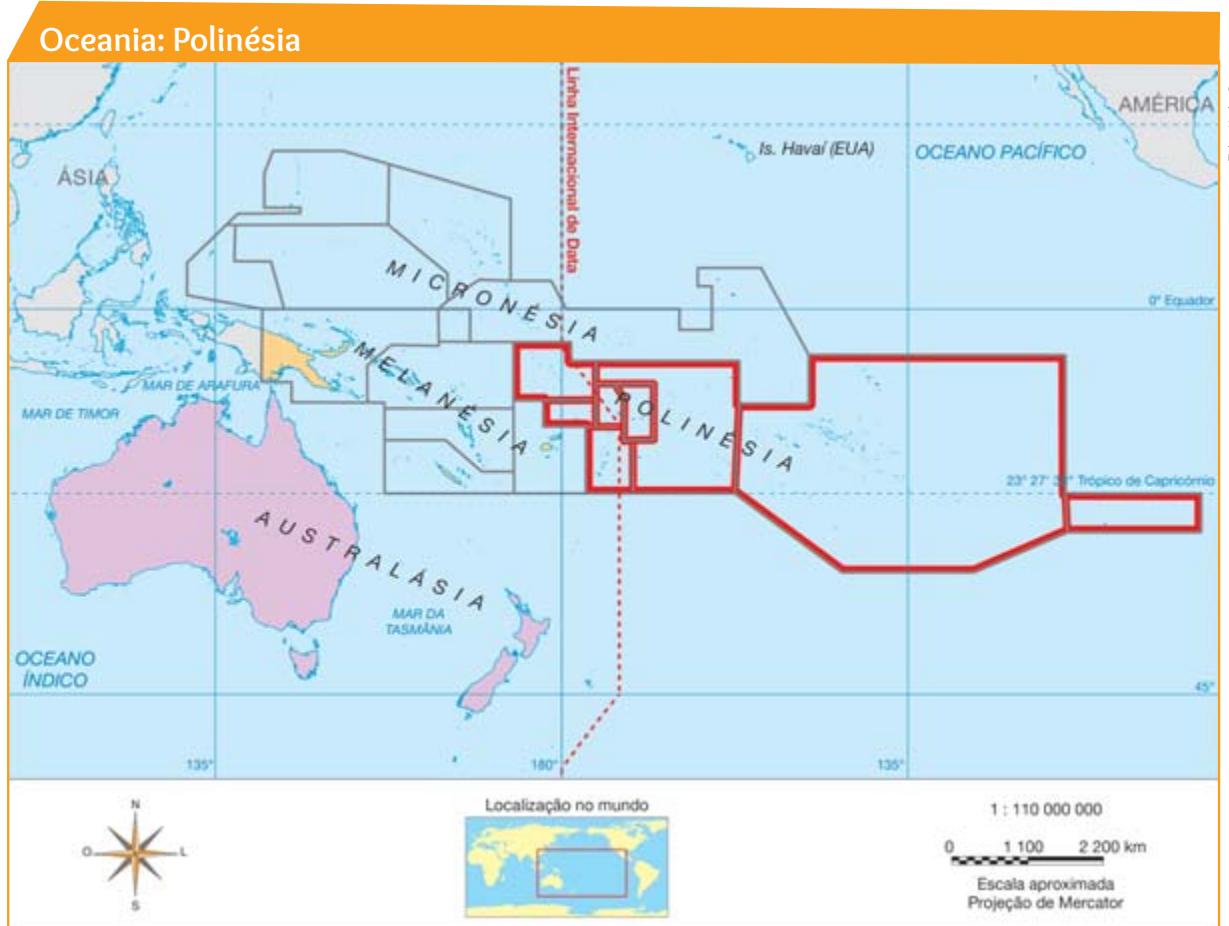 Oceania: Polinésia
Linha Internacional de Data
AMÉRICA
Is. Havaí (EUA)
OCEANO PACÍFICO
ÁSIA
MICRONÉSIA
0° Equador
MELANÉSIA
MAR DE ARAFURA
MAR DE TIMOR
POLINÉSIA
23° 27' Trópico de Capricórnio
AUSTRALÁSIA
MAR DA
TASMÂNIA
OCEANO
ÍNDICO
45°
135°
180°
135°
N
O
L
S
Localização no mundo
1 : 110 000 000
0 1 100 2 200 km
Escala aproximada
Projeção de Mercator